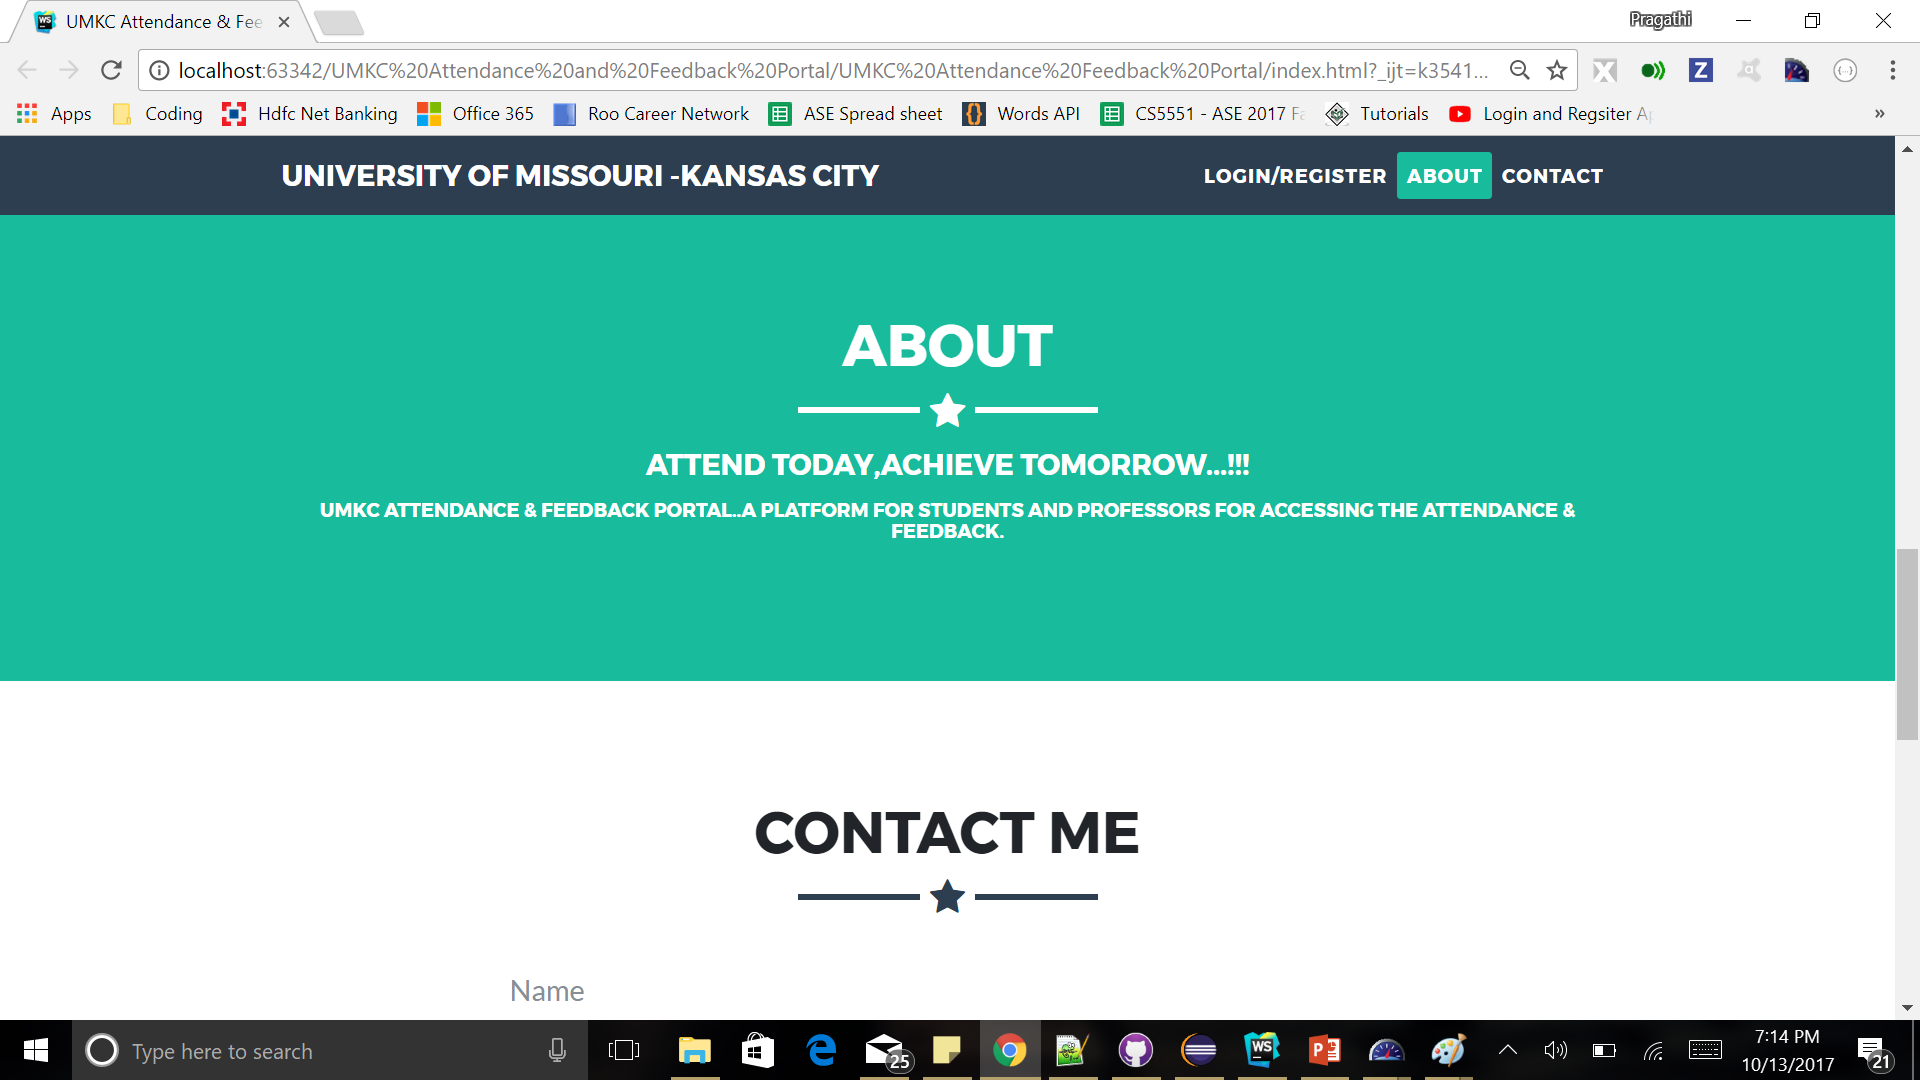 UMKC Attendance & Fee
Pragathi
localhost:63342/UMKC%20Attendance%20and%20Feedback%20Portal/UMKC%20Attendance%20Feedback%20Portal/index.html?_ijt=k3541...
Apps Coding Hdfc Net Banking Office 365 Roo Career Network ASE Spread sheet Words API CS5551 - ASE 2017 Fa Tutorials Login and Regsiter Ap »
UNIVERSITY OF MISSOURI -KANSAS CITY
LOGIN/REGISTER ABOUT CONTACT
ABOUT
ATTEND TODAY,ACHIEVE TOMORROW...!!!
UMKC ATTENDANCE & FEEDBACK PORTAL..A PLATFORM FOR STUDENTS AND PROFESSORS FOR ACCESSING THE ATTENDANCE &
FEEDBACK.
CONTACT ME
Name
Type here to search
25
WS
7:14 PM
10/13/2017
21